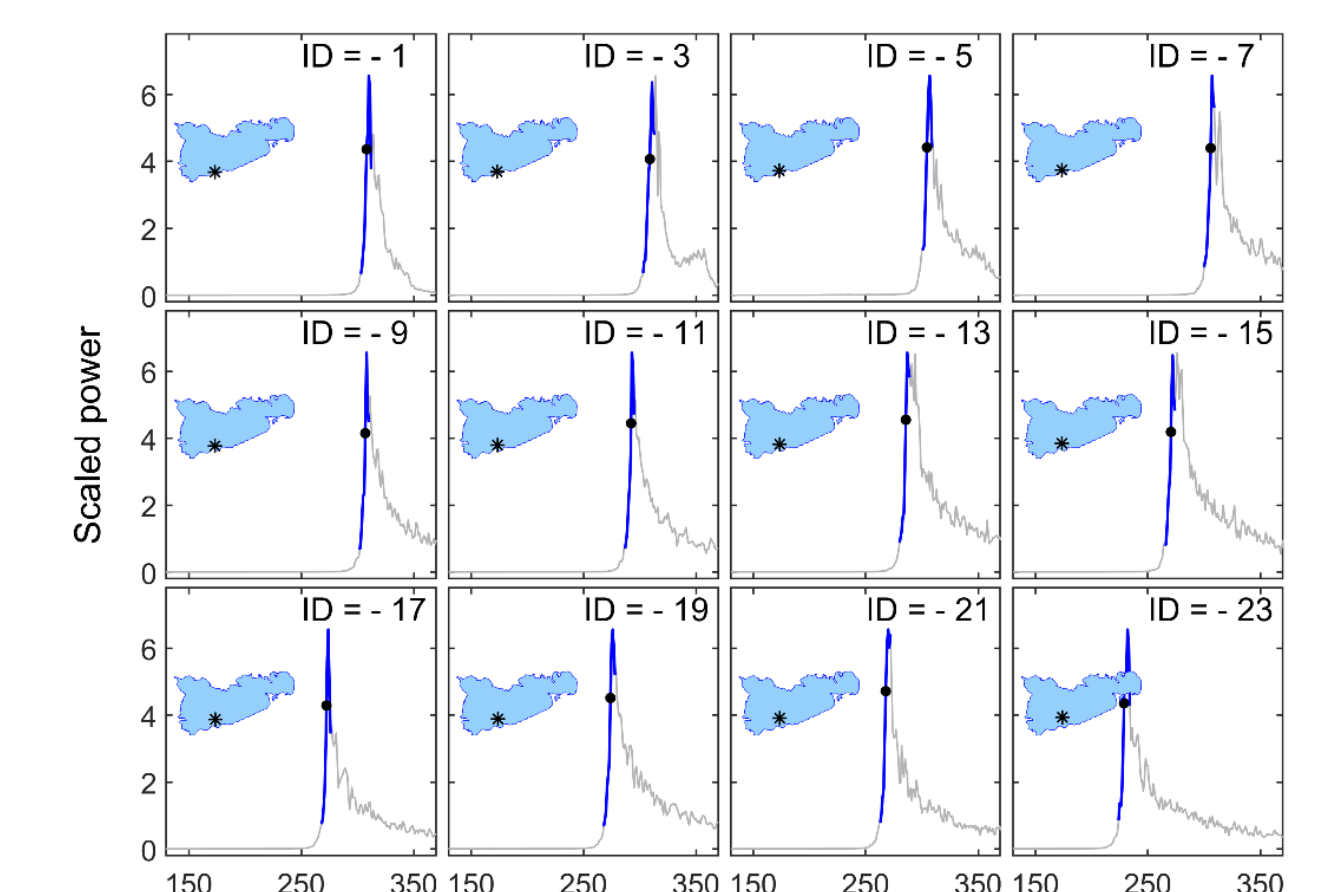 ID = - 1
ID = - 3
ID = - 5
ID = - 7
6
4
2
0
ID = - 9
ID = - 11
ID = - 13
ID = - 15
6
4
2
0
Scaled power
ID = - 17
ID = - 19
ID = - 21
ID = - 23
6
4
2
0
150 250 350 150 250 350 150 250 350 150 250 350